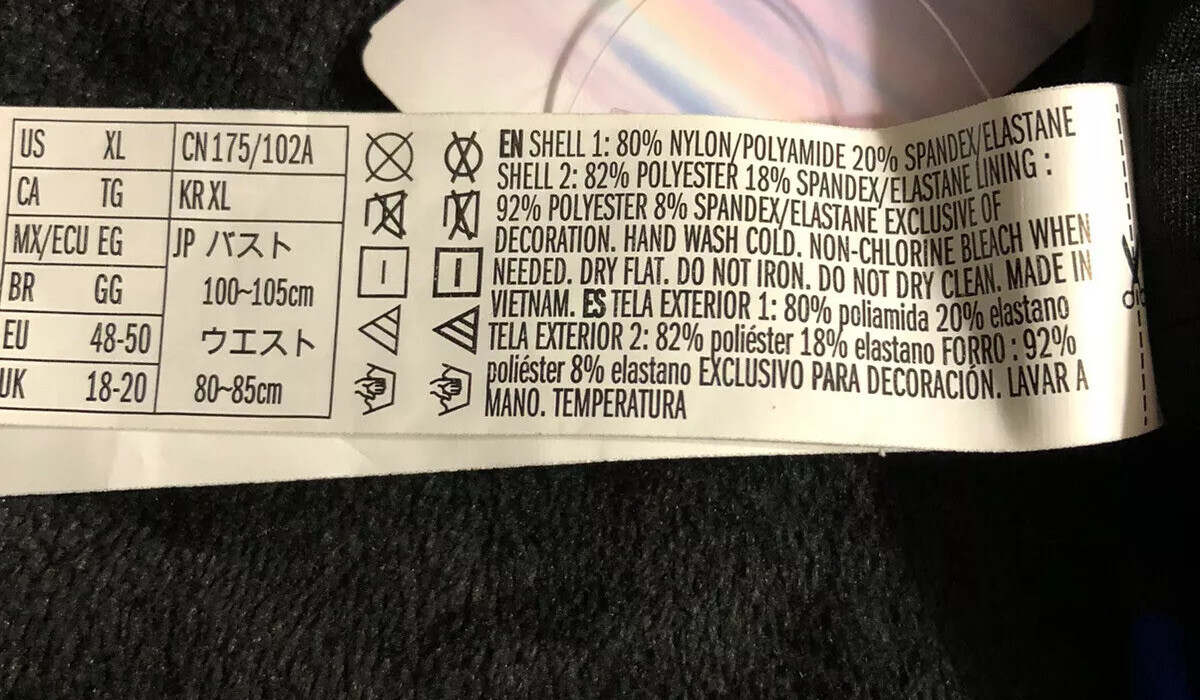 US XL CN 175/102A
CA TG KR XL
MX/ECU EG JP バスト
BR GG 100~105cm
EU 48-50 ウエスト
UK 18-20 80~85cm
EN SHELL 1: 80% NYLON/POLYAMIDE 20% SPANDEX/ELASTANE
SHELL 2: 82% POLYESTER 18% SPANDEX/ELASTANE LINING :
92% POLYESTER 8% SPANDEX/ELASTANE EXCLUSIVE OF
DECORATION. HAND WASH COLD. NON-CHLORINE BLEACH WHEN
NEEDED. DRY FLAT. DO NOT IRON. DO NOT DRY CLEAN. MADE IN
VIETNAM. ES TELA EXTERIOR 1: 80% poliamida 20% elastano
TELA EXTERIOR 2: 82% poliéster 18% elastano FORRO : 92%
poliéster 8% elastano EXCLUSIVO PARA DECORACIÓN. LAVAR A
MANO. TEMPERATURA